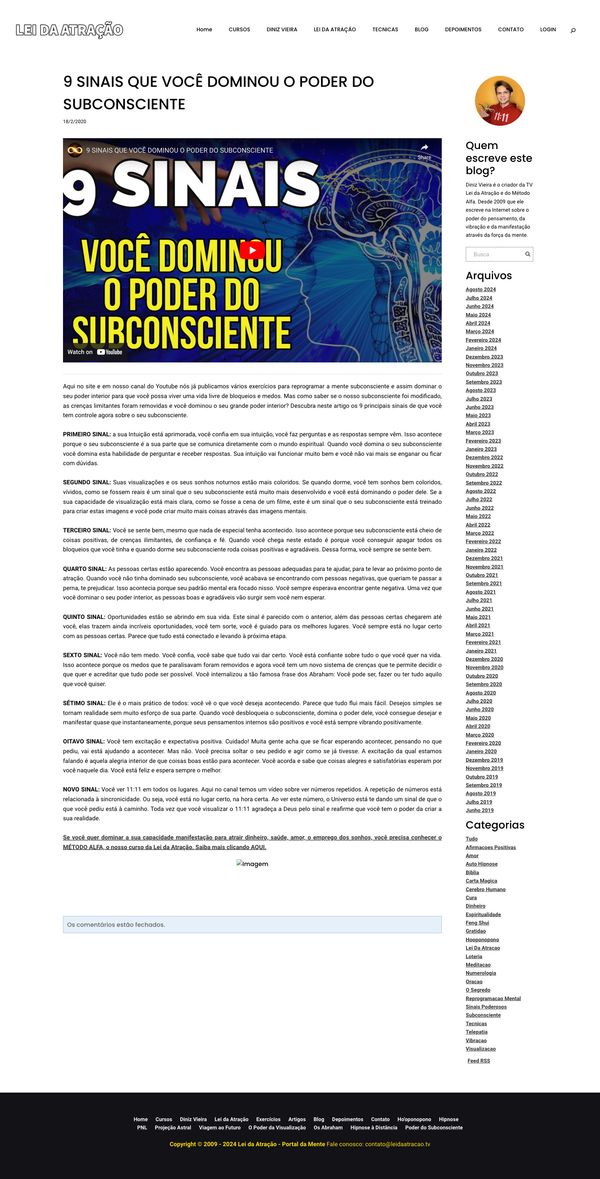 LEI DA ATRAÇÃO
Home CURSOS DINIZ VIEIRA LEI DA ATRAÇÃO TECNICAS BLOG DEPOIMENTOS CONTATO LOGIN
9 SINAIS QUE VOCÊ DOMINOU O PODER DO
SUBCONSCIENTE
18/2/2020
9 SINAIS QUE VOCÊ DOMINOU O PODER DO SUBCONSCIENTE
Share
9 SINAIS
VOCÊ DOMINOU
O PODER DO
SUBCONSCIENTE
Watch on YouTube
Aqui no site e em nosso canal do Youtube nós já publicamos vários exercícios para reprogramar a mente subconsciente e assim dominar o
seu poder interior para que você possa viver uma vida livre de bloqueios e medos. Mas como saber se o nosso subconsciente foi modificado,
as crenças limitantes foram removidas e você dominou o seu grande poder interior? Descubra neste artigo os 9 principais sinais de que você
tem controle agora sobre o seu subconsciente.
PRIMEIRO SINAL: a sua Intuição está aprimorada, você confia em sua intuição, você faz perguntas e as respostas sempre vêm. Isso acontece
porque o seu subconsciente é a sua parte que se comunica diretamente com o mundo espiritual. Quando você domina o seu subconsciente
você domina esta habilidade de perguntar e receber respostas. Sua intuição vai funcionar muito bem e você não vai mais se enganar ou ficar
com dúvidas.
SEGUNDO SINAL: Suas visualizações e os seus sonhos noturnos estão mais coloridos. Se quando dorme, você tem sonhos bem coloridos,
vívidos, como se fossem reais é um sinal que o seu subconsciente está muito mais desenvolvido e você está dominando o poder dele. Se a
sua capacidade de visualização está mais clara, como se fosse a cena de um filme, este é um sinal que o seu subconsciente está treinado
para criar estas imagens e você pode criar muito mais coisas através das imagens mentais.
TERCEIRO SINAL: Você se sente bem, mesmo que nada de especial tenha acontecido. Isso acontece porque seu subconsciente está cheio de
coisas positivas, de crenças ilimitantes, de confiança e fé. Quando você chega neste estado é porque você conseguir apagar todos os
bloqueios que você tinha e quando dorme seu subconsciente roda coisas positivas e agradáveis. Dessa forma, você sempre se sente bem.
QUARTO SINAL: As pessoas certas estão aparecendo. Você encontra as pessoas adequadas para te ajudar, para te levar ao próximo ponto de
atração. Quando você não tinha dominado seu subconsciente, você acabava se encontrando com pessoas negativas, que queriam te passar a
perna, te prejudicar. Isso acontecia porque seu padrão mental era focado nisso. Você sempre esperava encontrar gente negativa. Uma vez que
você dominar o seu poder interior, as pessoas boas e agradáveis vão surgir sem você nem esperar.
QUINTO SINAL: Oportunidades estão se abrindo em sua vida. Este sinal é parecido com o anterior, além das pessoas certas chegarem até
você, elas trazem ainda incríveis oportunidades, você tem sorte, você é guiado para os melhores lugares. Você sempre está no lugar certo
com as pessoas certas. Parece que tudo está conectado e levando à próxima etapa.
SEXTO SINAL: Você não tem medo. Você confia, você sabe que tudo vai dar certo. Você está confiante sobre tudo o que você quer na vida.
Isso acontece porque os medos que te paralisavam foram removidos e agora você tem um novo sistema de crenças que te permite decidir o
que quer e acreditar que tudo pode ser possível. Você internalizou a tão famosa frase dos Abraham: Você pode ser, fazer ou ter tudo aquilo
que você quiser.
SÉTIMO SINAL: Ele é o mais prático de todos: você vê o que você deseja acontecendo. Parece que tudo flui mais fácil. Desejos simples se
tornam realidade sem muito esforço de sua parte. Quando você desbloqueia o subconsciente, domina o poder dele, você consegue desejar e
manifestar quase que instantaneamente, porque seus pensamentos internos são positivos e você está sempre vibrando positivamente.
OITAVO SINAL: Você tem excitação e expectativa positiva. Cuidado! Muita gente acha que se ficar esperando acontecer, pensando no que
pediu, vai está ajudando a acontecer. Mas não. Você precisa soltar o seu pedido e agir como se já tivesse. A excitação da qual estamos
falando é aquela alegria interior de que coisas boas estão para acontecer. Você acorda e sabe que coisas alegres e satisfatórias esperam por
você naquele dia. Você está feliz e espera sempre o melhor.
NOVO SINAL: Você ver 11:11 em todos os lugares. Aqui no canal temos um vídeo sobre ver números repetidos. A repetição de números está
relacionada à sincronicidade. Ou seja, você está no lugar certo, na hora certa. Ao ver este número, o Universo está te dando um sinal de que o
que você pediu está à caminho. Toda vez que você visualizar o 11:11 agradeça a Deus pelo sinal e reafirme que você tem o poder da criar a
sua realidade.
Se você quer dominar a sua capacidade manifestação para atrair dinheiro, saúde, amor, o emprego dos sonhos, você precisa conhecer o
MÉTODO ALFA, o nosso curso da Lei da Atração. Saiba mais clicando AQUI.
Imagem
Os comentários estão fechados.
11:11
Quem
escreve este
blog?
Diniz Vieira é o criador da TV
Lei da Atração e do Método
Alfa. Desde 2009 que ele
escreve na Internet sobre o
poder do pensamento, da
vibração e da manifestação
através da força da mente.
Busca
Arquivos
Agosto 2024
Julho 2024
Junho 2024
Maio 2024
Abril 2024
Março 2024
Fevereiro 2024
Janeiro 2024
Dezembro 2023
Novembro 2023
Outubro 2023
Setembro 2023
Agosto 2023
Julho 2023
Junho 2023
Maio 2023
Abril 2023
Março 2023
Fevereiro 2023
Janeiro 2023
Dezembro 2022
Novembro 2022
Outubro 2022
Setembro 2022
Agosto 2022
Julho 2022
Junho 2022
Maio 2022
Abril 2022
Março 2022
Fevereiro 2022
Janeiro 2022
Dezembro 2021
Novembro 2021
Outubro 2021
Setembro 2021
Agosto 2021
Julho 2021
Junho 2021
Maio 2021
Abril 2021
Março 2021
Fevereiro 2021
Janeiro 2021
Dezembro 2020
Novembro 2020
Outubro 2020
Setembro 2020
Agosto 2020
Julho 2020
Junho 2020
Maio 2020
Abril 2020
Março 2020
Fevereiro 2020
Janeiro 2020
Dezembro 2019
Novembro 2019
Outubro 2019
Setembro 2019
Agosto 2019
Julho 2019
Junho 2019
Categorias
Tudo
Afirmacoes Positivas
Amor
Auto Hipnose
Bíblia
Carta Magica
Cerebro Humano
Cura
Dinheiro
Espiritualidade
Feng Shui
Gratidao
Hooponopono
Lei Da Atracao
Loteria
Meditacao
Numerologia
Oracao
O Segredo
Reprogramacao Mental
Sinais Poderosos
Subconsciente
Tecnicas
Telepatia
Vibracao
Visualizacao
Feed RSS
Home Cursos Diniz Vieira Lei da Atração Exercícios Artigos Blog Depoimentos Contato Ho'oponopono Hipnose
PNL Projeção Astral Viagem ao Futuro O Poder da Visualização Os Abraham Hipnose à Distância Poder do Subconsciente
Copyright © 2009 - 2024 Lei da Atração - Portal da Mente Fale conosco: contato@leidaatracao.tv